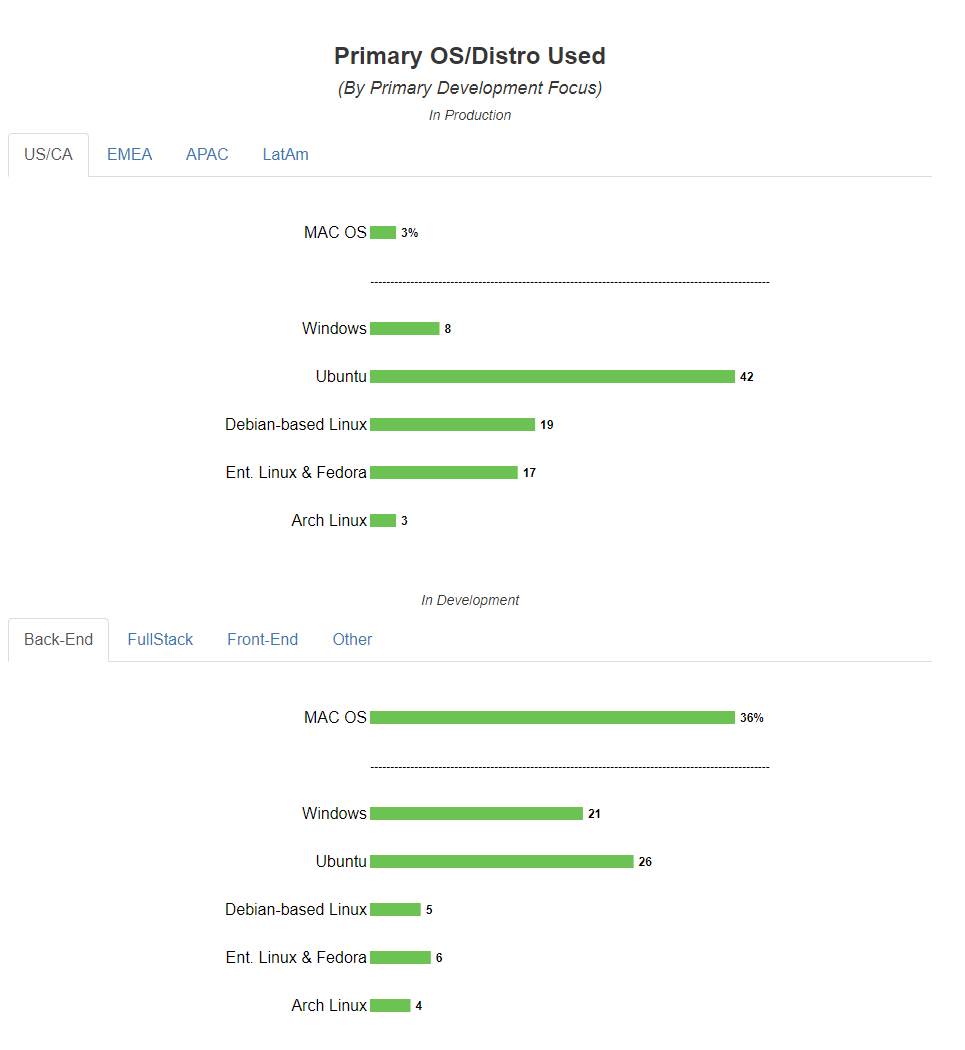 Primary OS/Distro Used
(By Primary Development Focus)
In Production
US/CA EMEA APAC LatAm
MAC OS 3%
----------------------------------------------------------------------------------------------------
Windows 8
Ubuntu 42
Debian-based Linux 19
Ent. Linux & Fedora 17
Arch Linux 3
In Development
Back-End FullStack Front-End Other
MAC OS 36%
----------------------------------------------------------------------------------------------------
Windows 21
Ubuntu 26
Debian-based Linux 5
Ent. Linux & Fedora 6
Arch Linux 4